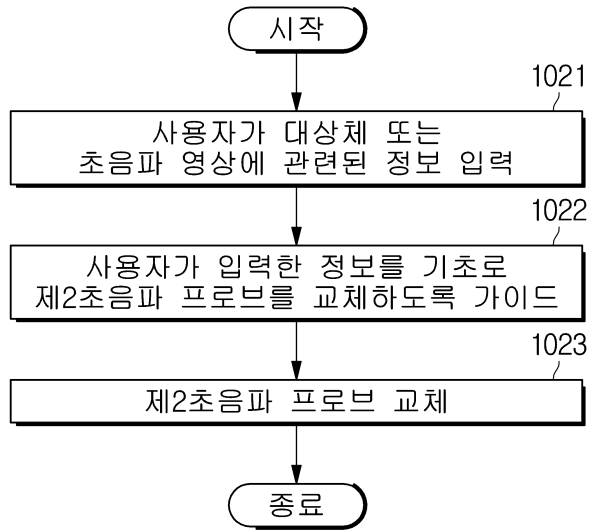 시작
1021
사용자가 대상체 또는
초음파 영상에 관련된 정보 입력
1022
사용자가 입력한 정보를 기초로
제2초음파 프로브를 교체하도록 가이드
1023
제2초음파 프로브 교체
종료